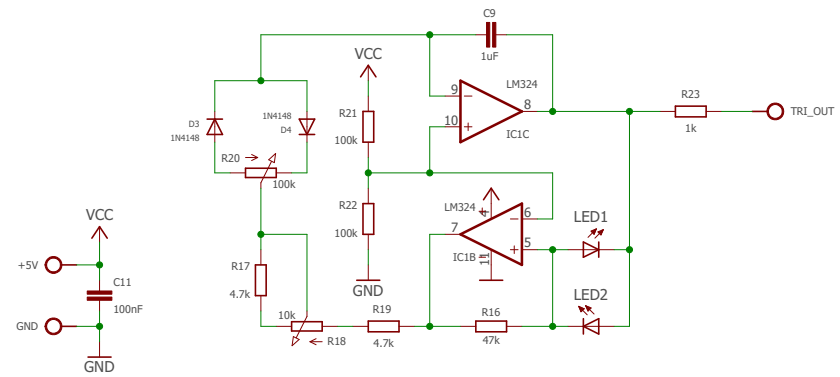 C9
1uF
VCC
LM324
9
8
10
IC1C
R23
1k
TRI_OUT
D3
1N4148
1N4148
D4
R21
100k
R20
100k
R22
100k
LM324
4
6
7
5
IC1B
11
LED1
VCC
+5V
C11
100nF
GND
GND
R17
4.7k
GND
10k
R18
R19
4.7k
R16
47k
LED2